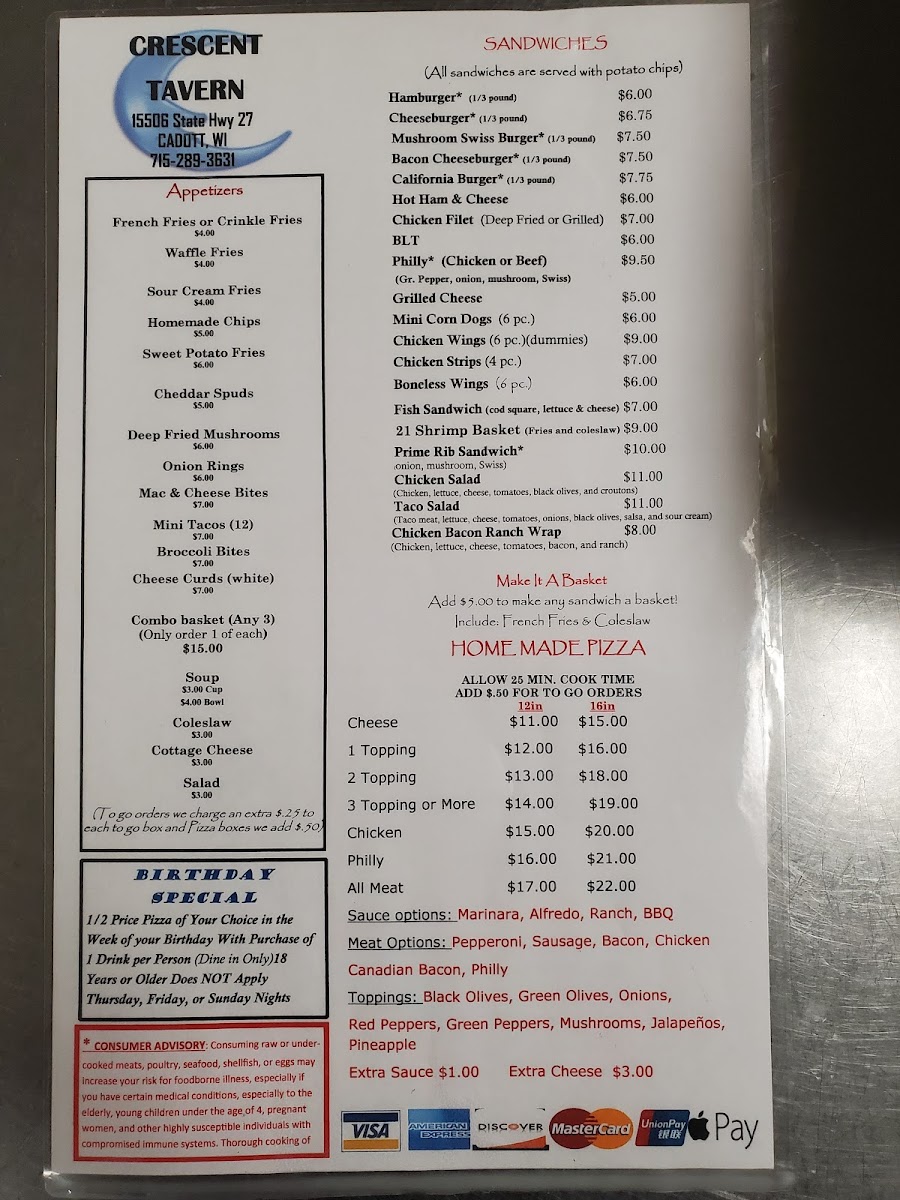 CRESCENT
TAVERN
15506 State Hwy 27
CADOTT, WI
715-289-3631
Appetizers
French Fries or Crinkle Fries
$4.00
Waffle Fries
$4.00
Sour Cream Fries
$4.00
Homemade Chips
$5.00
Sweet Potato Fries
$6.00
Cheddar Spuds
$5.00
Deep Fried Mushrooms
$6.00
Onion Rings
$6.00
Mac & Cheese Bites
$7.00
Mini Tacos (12)
$7.00
Broccoli Bites
$7.00
Cheese Curds (white)
$7.00
Combo basket (Any 3)
(Only order 1 of each)
$15.00
Soup
$3.00 Cup
$4.00 Bowl
Coleslaw
$3.00
Cottage Cheese
$3.00
Salad
$3.00
(To go orders we charge an extra $.25 to
each to go box and Pizza boxes we add $.50)
BIRTHDAY
SPECIAL
1/2 Price Pizza of Your Choice in the
Week of your Birthday With Purchase of
1 Drink per Person (Dine in Only)18
Years or Older Does NOT Apply
Thursday, Friday, or Sunday Nights
* CONSUMER ADVISORY: Consuming raw or under-
cooked meats, poultry, seafood, shellfish, or eggs may
increase your risk for foodborne illness, especially if
you have certain medical conditions, especially to the
elderly, young children under the age of 4, pregnant
women, and other highly susceptible individuals with
compromised immune systems. Thorough cooking of
SANDWICHES
(All sandwiches are served with potato chips)
Hamburger* (1/3 pound) $6.00
Cheeseburger* (1/3 pound) $6.75
Mushroom Swiss Burger* (1/3 pound) $7.50
Bacon Cheeseburger* (1/3 pound) $7.50
California Burger* (1/3 pound) $7.75
Hot Ham & Cheese $6.00
Chicken Filet (Deep Fried or Grilled) $7.00
BLT $6.00
Philly* (Chicken or Beef) $9.50
(Gr. Pepper, onion, mushroom, Swiss)
Grilled Cheese $5.00
Mini Corn Dogs (6 pc.) $6.00
Chicken Wings (6 pc.)(dummies) $9.00
Chicken Strips (4 pc.) $7.00
Boneless Wings (6 pc.) $6.00
Fish Sandwich (cod square, lettuce & cheese) $7.00
21 Shrimp Basket (Fries and coleslaw) $9.00
Prime Rib Sandwich* $10.00
onion, mushroom, Swiss)
Chicken Salad $11.00
(Chicken, lettuce, cheese, tomatoes, black olives, and croutons)
Taco Salad $11.00
(Taco meat, lettuce, cheese, tomatoes, onions, black olives, salsa, and sour cream)
Chicken Bacon Ranch Wrap $8.00
(Chicken, lettuce, cheese, tomatoes, bacon, and ranch)
Make It A Basket
Add $5.00 to make any sandwich a basket!
Include: French Fries & Coleslaw
HOME MADE PIZZA
ALLOW 25 MIN. COOK TIME
ADD $.50 FOR TO GO ORDERS
12in 16in
Cheese $11.00 $15.00
1 Topping $12.00 $16.00
2 Topping $13.00 $18.00
3 Topping or More $14.00 $19.00
Chicken $15.00 $20.00
Philly $16.00 $21.00
All Meat $17.00 $22.00
Sauce options: Marinara, Alfredo, Ranch, BBQ
Meat Options: Pepperoni, Sausage, Bacon, Chicken
Canadian Bacon, Philly
Toppings: Black Olives, Green Olives, Onions,
Red Peppers, Green Peppers, Mushrooms, Jalapeños,
Pineapple
Extra Sauce $1.00 Extra Cheese $3.00
VISA
AMERICAN
EXPRESS
DISCOVER
MasterCard
UnionPay
银联
Pay